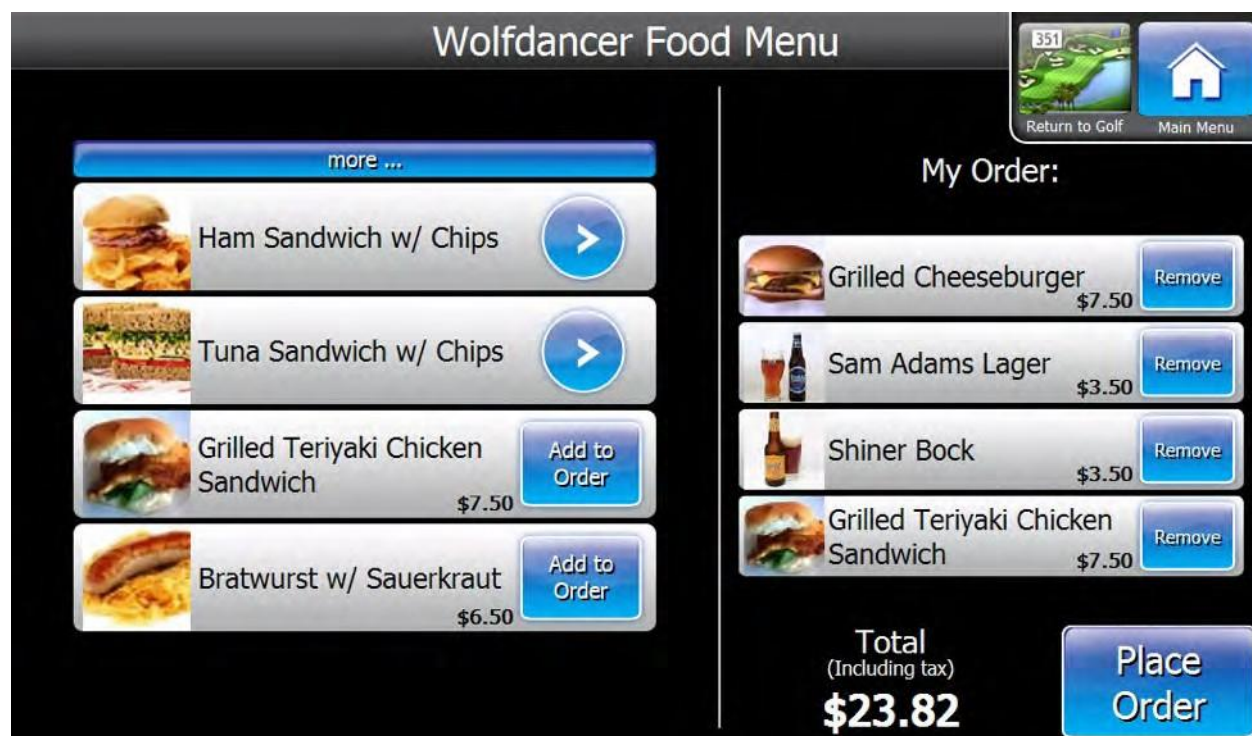 Wolfdancer Food Menu
351
Return to Golf
Main Menu
more ...
Ham Sandwich w/ Chips
>
Tuna Sandwich w/ Chips
>
Grilled Teriyaki Chicken
Sandwich
$7.50
Add to
Order
Bratwurst w/ Sauerkraut
$6.50
Add to
Order
My Order:
Grilled Cheeseburger
$7.50
Remove
Sam Adams Lager
$3.50
Remove
Shiner Bock
$3.50
Remove
Grilled Teriyaki Chicken
Sandwich
$7.50
Remove
Total
(Including tax)
$23.82
Place
Order